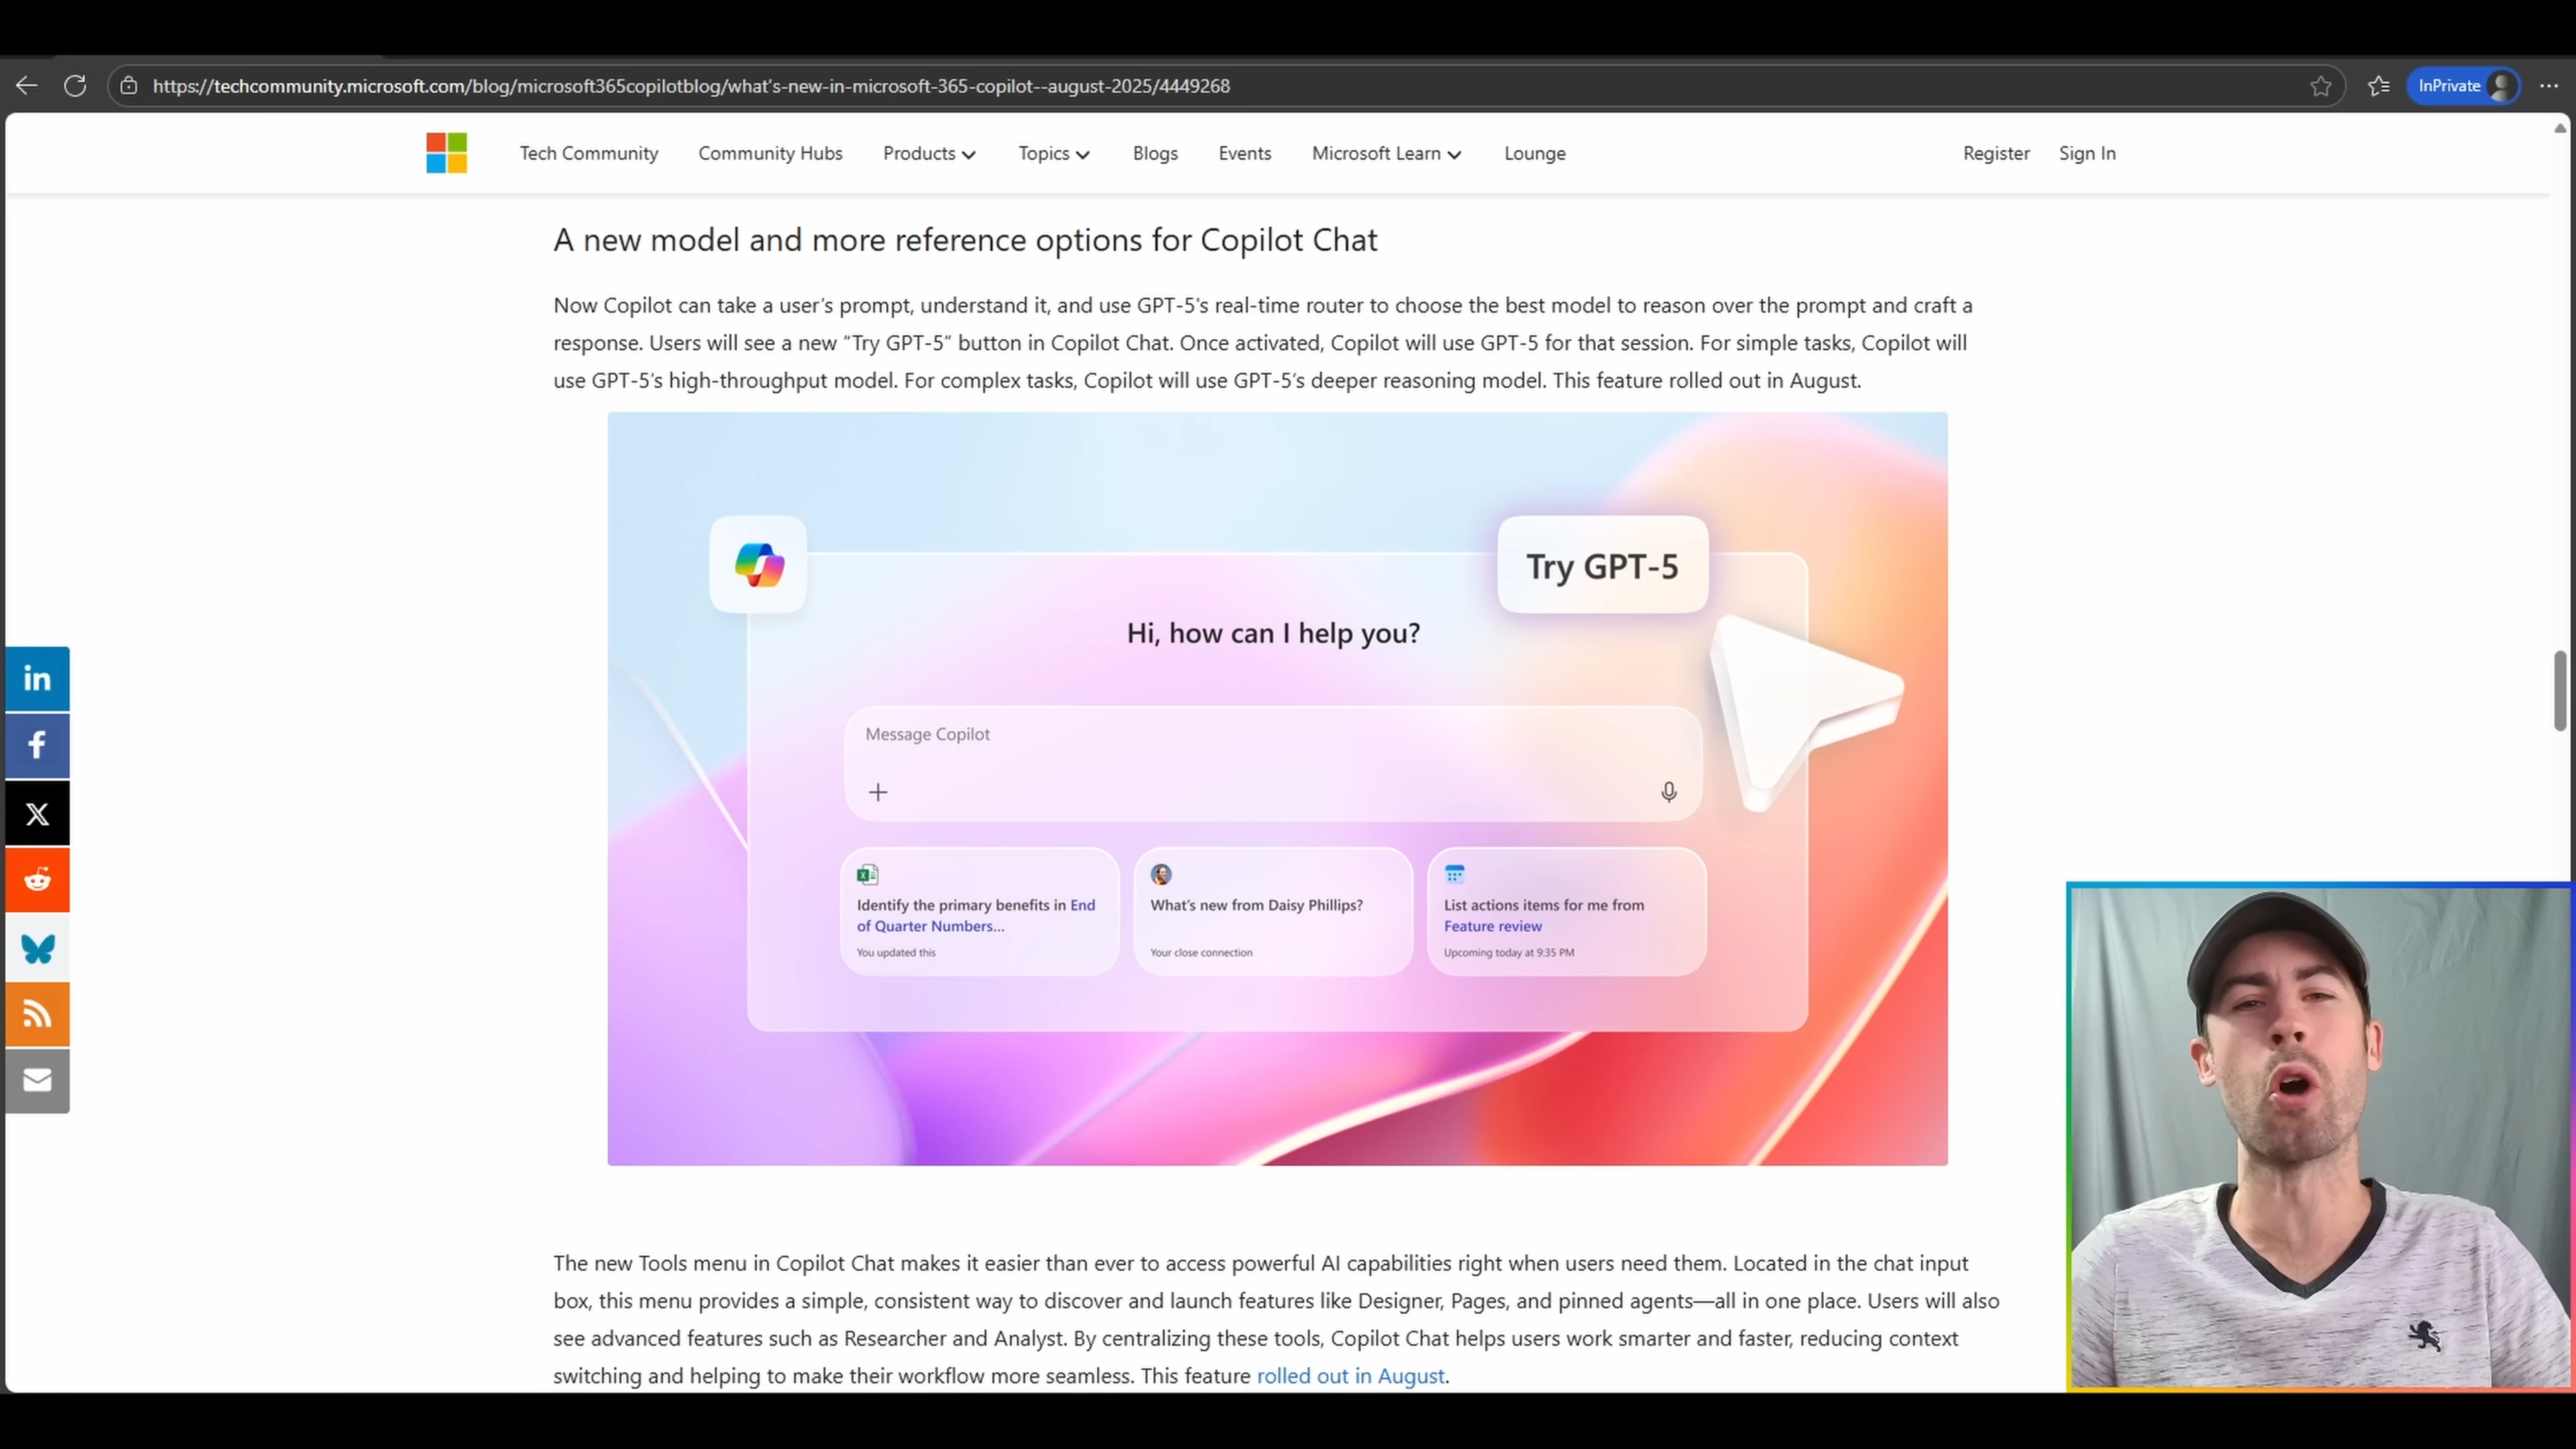 https://techcommunity.microsoft.com/blog/microsoft365copilotblog/what's-new-in-microsoft-365-copilot--august-2025/4449268
InPrivate
Tech Community Community Hubs Products Topics Blogs Events Microsoft Learn Lounge Register Sign In
A new model and more reference options for Copilot Chat
Now Copilot can take a user's prompt, understand it, and use GPT-5's real-time router to choose the best model to reason over the prompt and craft a
response. Users will see a new “Try GPT-5” button in Copilot Chat. Once activated, Copilot will use GPT-5 for that session. For simple tasks, Copilot will
use GPT-5's high-throughput model. For complex tasks, Copilot will use GPT-5's deeper reasoning model. This feature rolled out in August.
Try GPT-5
Hi, how can I help you?
Message Copilot
Identify the primary benefits in End
of Quarter Numbers...
You updated this
What's new from Daisy Phillips?
Your close connection
List actions items for me from
Feature review
Upcoming today at 9:35 PM
The new Tools menu in Copilot Chat makes it easier than ever to access powerful AI capabilities right when users need them. Located in the chat input
box, this menu provides a simple, consistent way to discover and launch features like Designer, Pages, and pinned agents—all in one place. Users will also
see advanced features such as Researcher and Analyst. By centralizing these tools, Copilot Chat helps users work smarter and faster, reducing context
switching and helping to make their workflow more seamless. This feature rolled out in August.